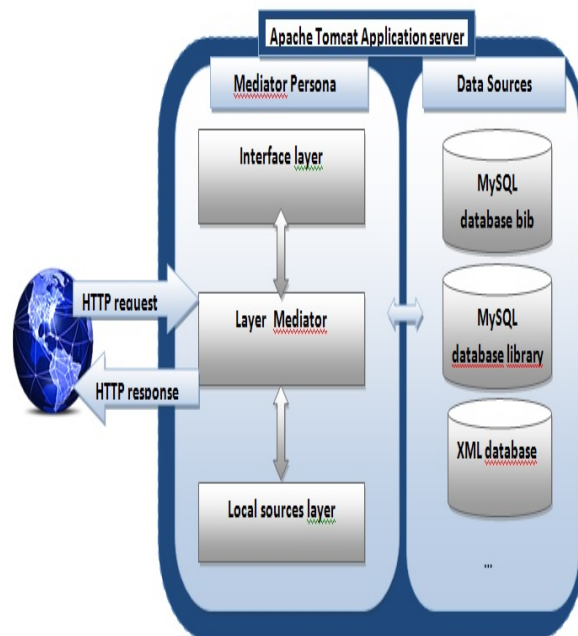 Apache Tomcat Application server
Mediator Persona
Interface layer
Layer Mediator
Local sources layer
HTTP request
HTTP response
Data Sources
MySQL
database bib
MySQL
database library
XML database
...